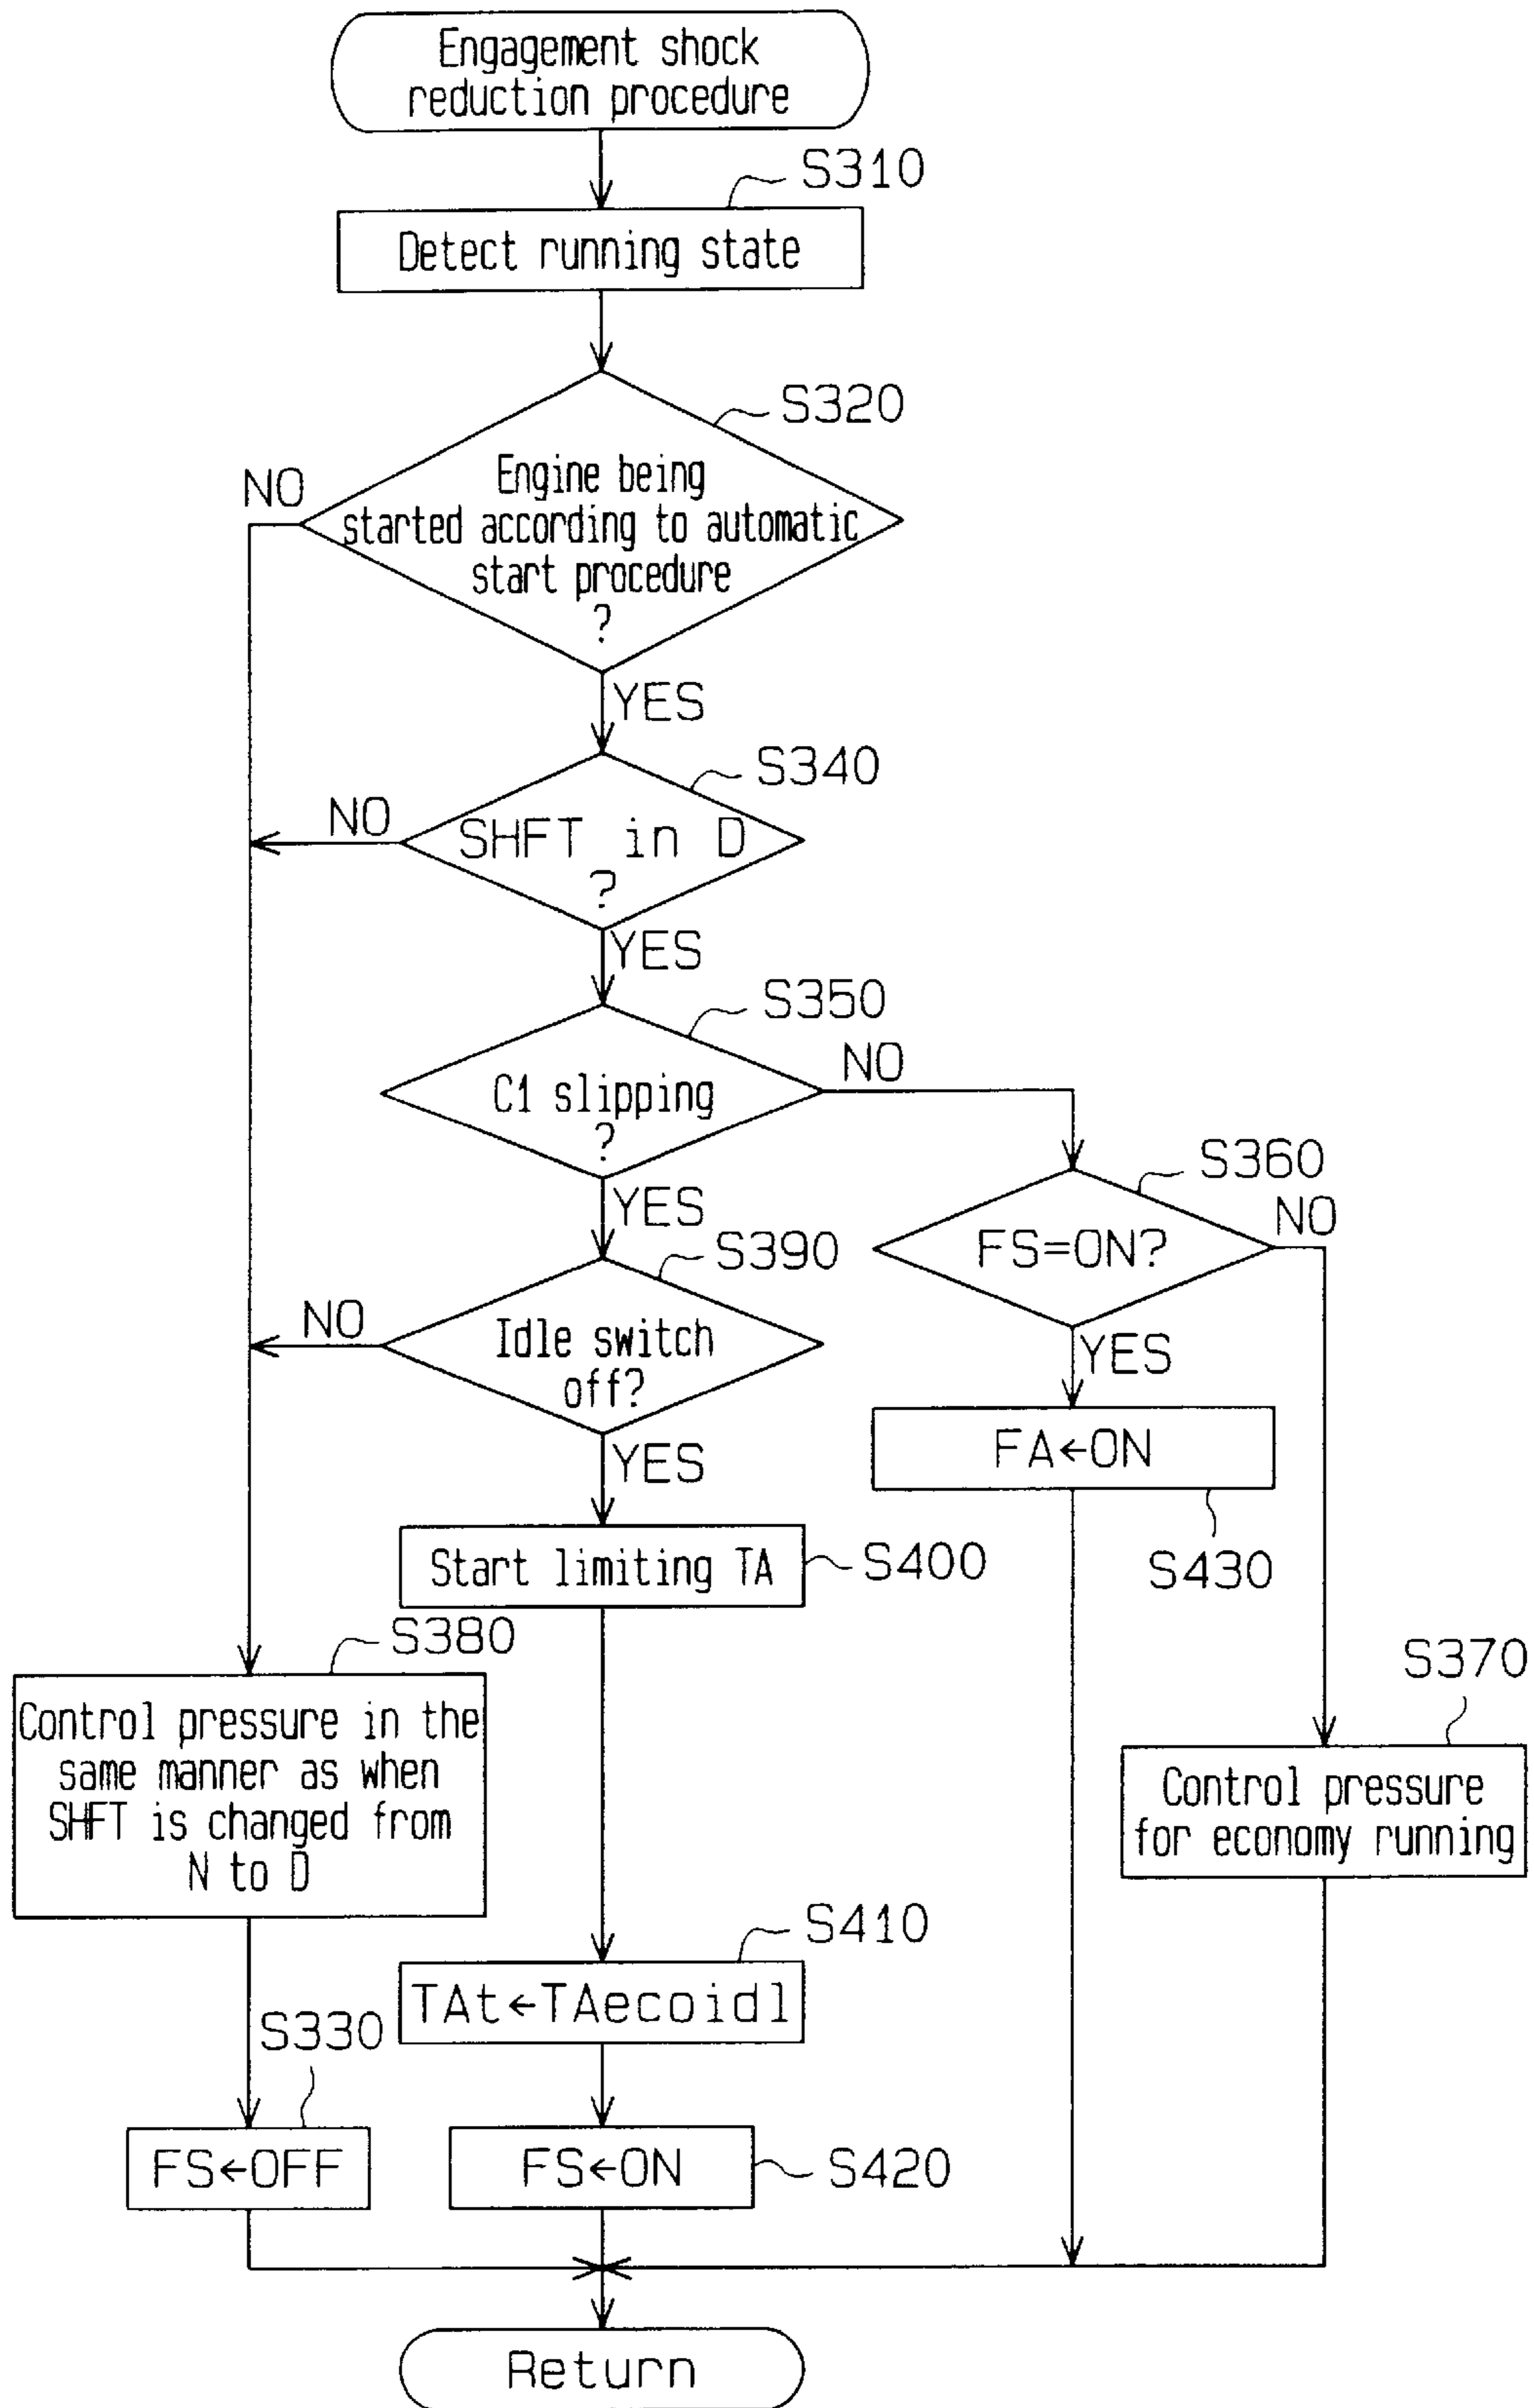 Engagement shock
reduction procedure
S310
Detect running state
S320
NO
Engine being
started according to automatic
start procedure
?
YES
S340
NO
SHFT in D
?
YES
S350
NO
C1 slipping
?
S360
YES
S390
NO
FS=ON?
NO
Idle switch
off?
YES
FA←ON
YES
Start limiting TA
S400
S430
S380
S370
Control pressure in the
same manner as when
SHFT is changed from
N to D
Control pressure
for economy running
S410
TAt←TAecoidl
S330
FS←OFF
FS←ON
S420
Return